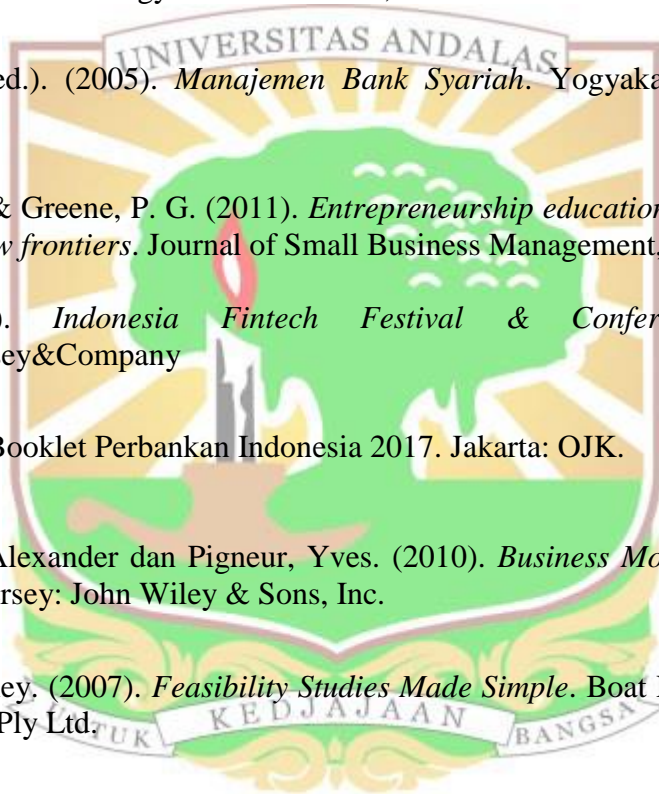 UNIVERSITAS ANDALAS
ed.). (2005). Manajemen Bank Syariah. Yogyaka
& Greene, P. G. (2011). Entrepreneurship education
w frontiers. Journal of Small Business Management,
). Indonesia Fintech Festival & Confer
ey&Company
Booklet Perbankan Indonesia 2017. Jakarta: OJK.
Alexander dan Pigneur, Yves. (2010). Business Mo
ersey: John Wiley & Sons, Inc.
ey. (2007). Feasibility Studies Made Simple. Boat
Ply Ltd.
UNTUK KEDJAJAAN BANGSA